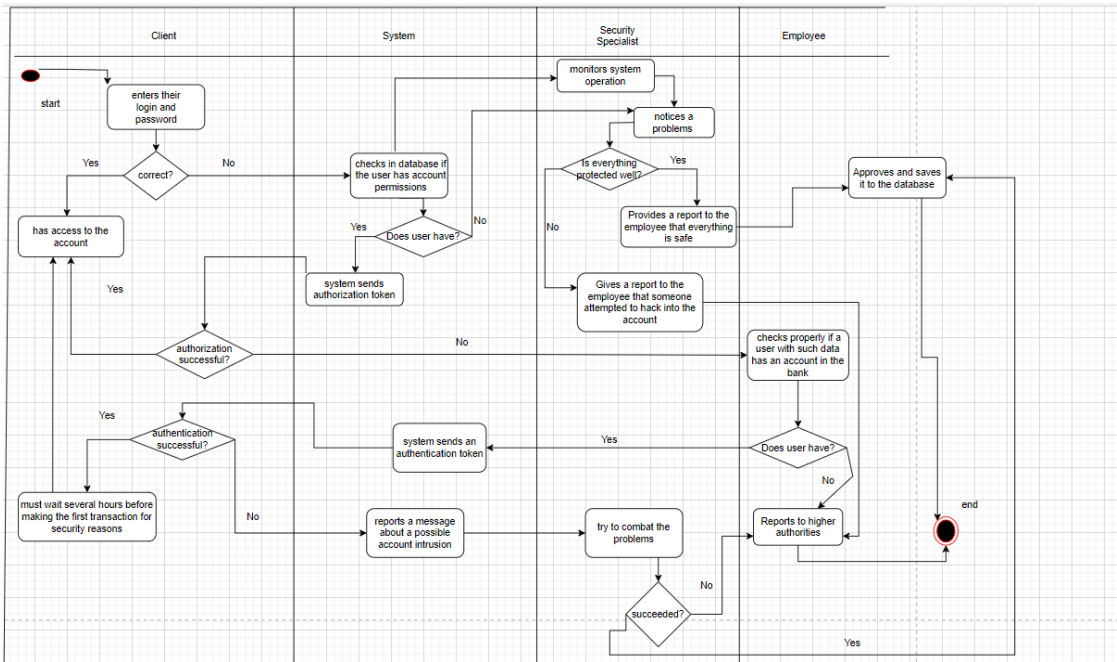 Client
System
Security
Specialist
Employee
start
enters their
login and
password
monitors system
operation
notices a
problems
Yes
correct?
No
checks in database if
the user has account
permissions
Is everything
protected well?
Yes
No
Approves and saves
it to the database
has access to the
account
Yes
Does user have?
No
Provides a report to the
employee that everything
is safe
system sends
authorization token
Gives a report to the
employee that someone
attempted to hack into the
account
Yes
authorization
successful?
No
checks properly if a
user with such data
has an account in the
bank
Yes
authentication
successful?
system sends an
authentication token
Yes
Does user have?
No
must wait several hours before
making the first transaction for
security reasons
No
reports a message
about a possible
account intrusion
try to combat the
problems
Reports to higher
authorities
end
No
succeeded?
Yes